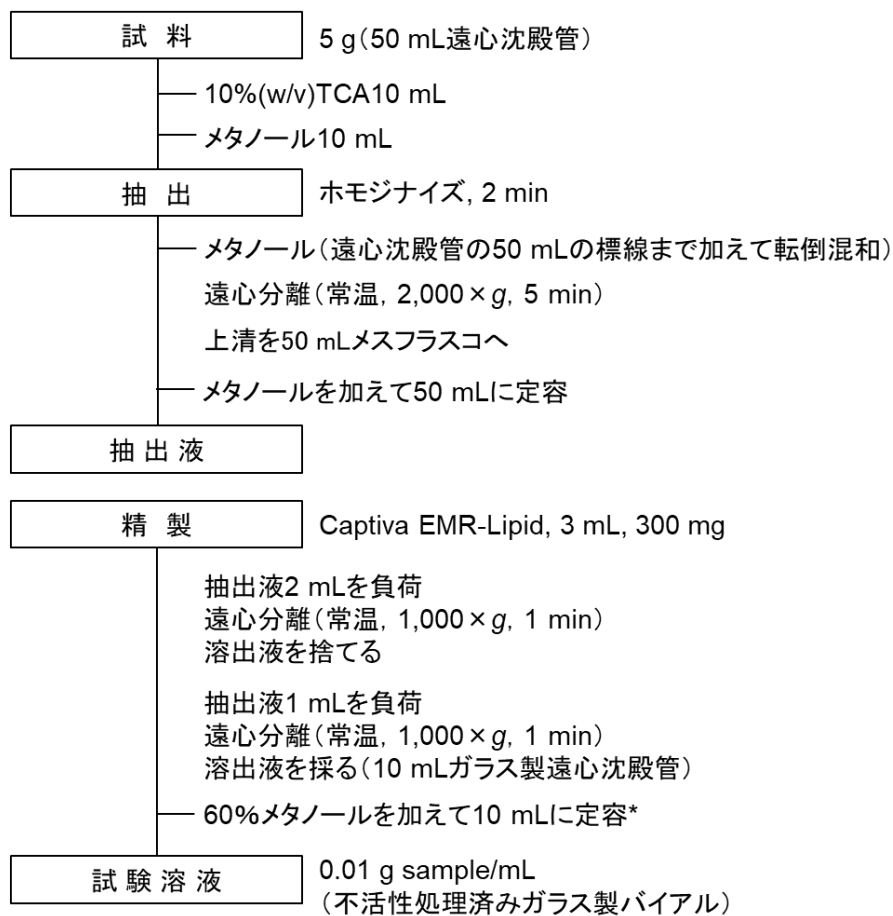 試 料
5 g（50 mL遠心沈殿管）
10%(w/v)TCA10 mL
メタノール10 mL
抽 出
ホモジナイズ, 2 min
メタノール（遠心沈殿管の50 mLの標線まで加えて転倒混和）
遠心分離（常温, 2,000×g, 5 min）
上清を50 mLメスフラスコへ
メタノールを加えて50 mLに定容
抽 出 液
精 製
Captiva EMR-Lipid, 3 mL, 300 mg
抽出液2 mLを負荷
遠心分離（常温, 1,000×g, 1 min）
溶出液を捨てる
抽出液1 mLを負荷
遠心分離（常温, 1,000×g, 1 min）
溶出液を採る（10 mLガラス製遠心沈殿管）
60%メタノールを加えて10 mLに定容*
試 験 溶 液
0.01 g sample/mL
（不活性処理済みガラス製バイアル）